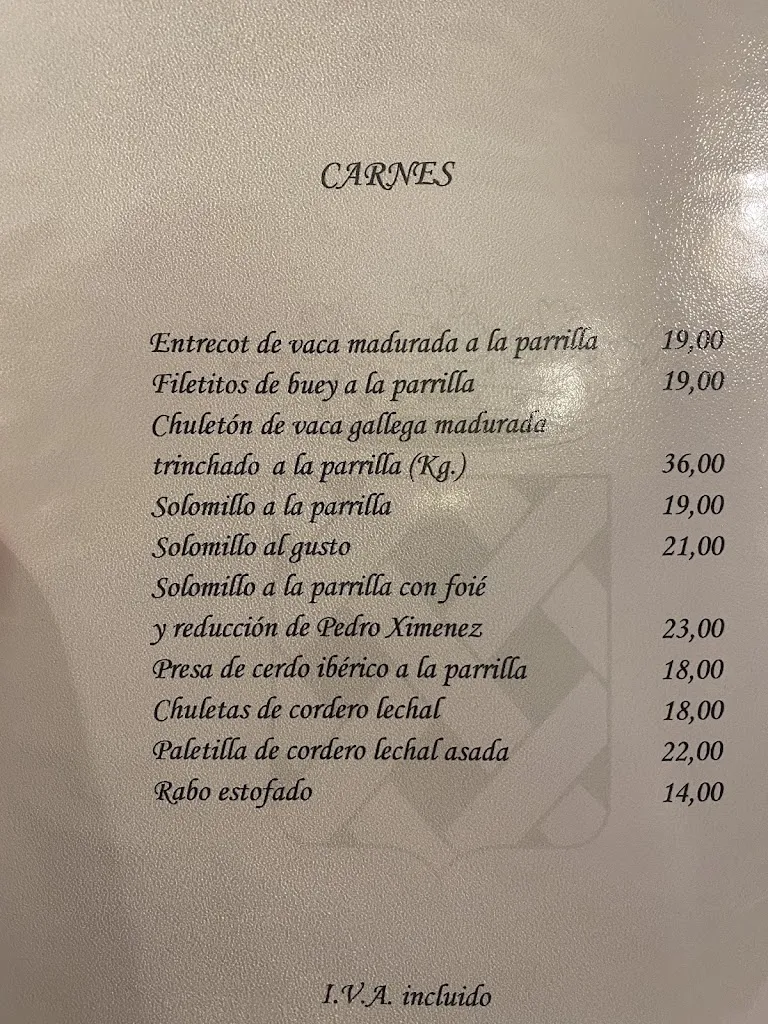 CARNES
Entrecot de vaca madurada a la parrilla 19,00
Filetitos de buey a la parrilla 19,00
Chuletón de vaca gallega madurada
trinchado a la parrilla (Kg.) 36,00
Solomillo a la parrilla 19,00
Solomillo al gusto 21,00
Solomillo a la parrilla con foié
y reducción de Pedro Ximenez 23,00
Presa de cerdo ibérico a la parrilla 18,00
Chuletas de cordero lechal 18,00
Paletilla de cordero lechal asada 22,00
Rabo estofado 14,00
I.V.A. incluido